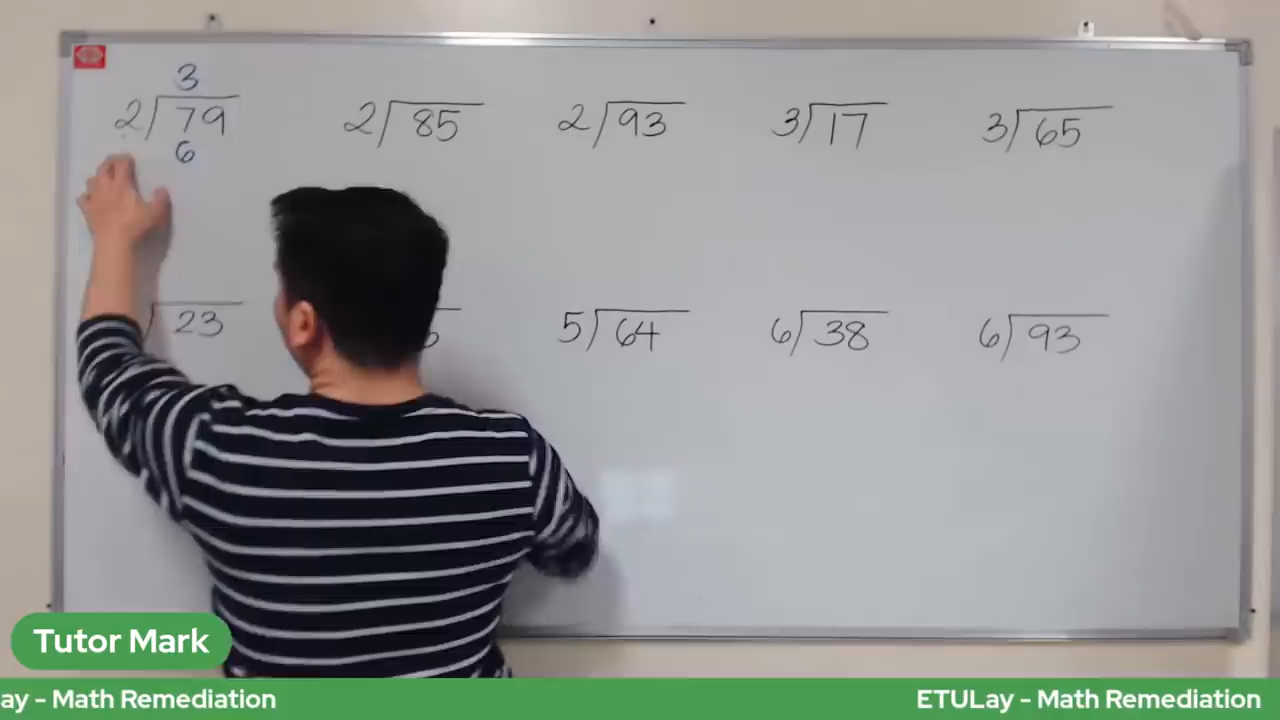 3
2)79 2)85 2)93 3)17 3)65
6
23 5)64 6)38 6)93
Tutor Mark
ay - Math Remediation ETULay - Math Remediation